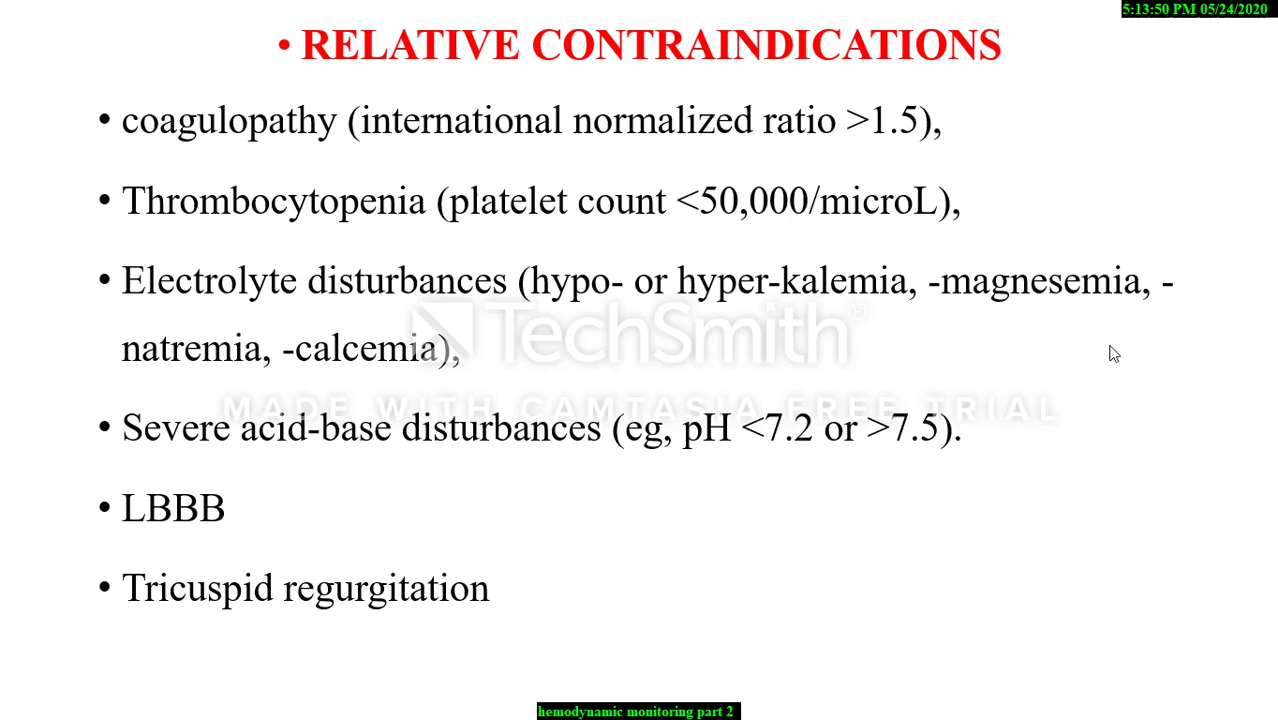 5:13:50 PM 05/24/2020
• RELATIVE CONTRAINDICATIONS
• coagulopathy (international normalized ratio >1.5),
• Thrombocytopenia (platelet count <50,000/microL),
• Electrolyte disturbances (hypo- or hyper-kalemia, -magnesemia, -
natremia, -calcemia),
TechSmith®
MADE WITH CAMTASIA FREE TRIAL
• Severe acid-base disturbances (eg, pH <7.2 or >7.5).
• LBBB
• Tricuspid regurgitation
hemodynamic monitoring part 2